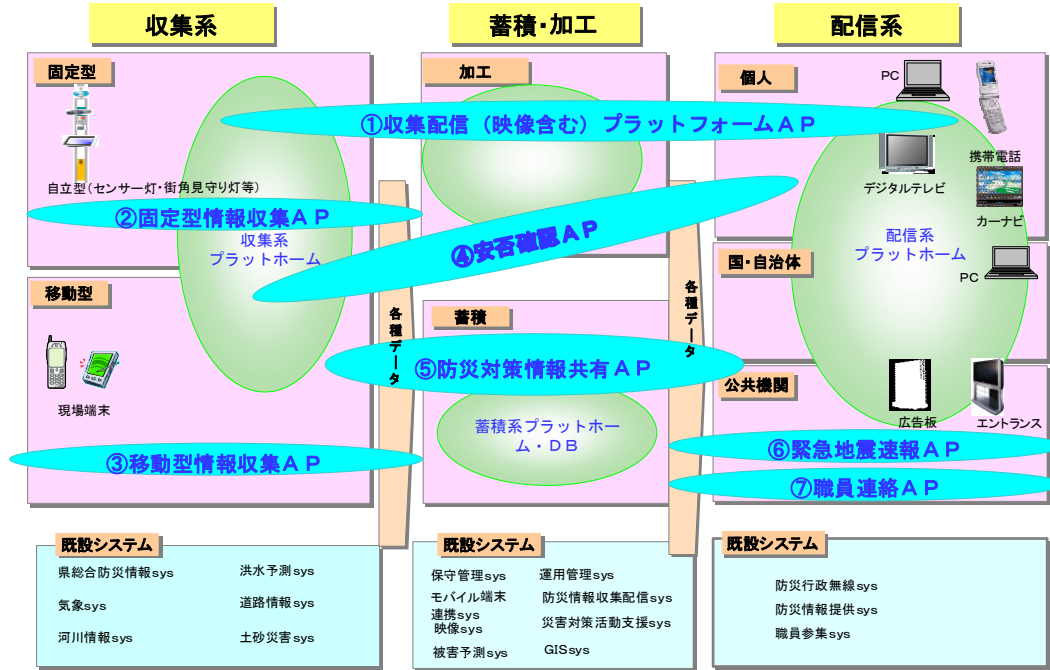 収集系
蓄積・加工
配信系
固定型
自立型(センサー灯・街角見守り灯等)
収集系
プラットホーム
移動型
現場端末
加工
蓄積
蓄積系プラットホー
ム・DB
個人
PC
携帯電話
デジタルテレビ
カーナビ
配信系
プラットホーム
国・自治体
PC
公共機関
広告板
エントランス
各種データ
各種データ
①収集配信(映像含む)プラットフォームAP
②固定型情報収集AP
③移動型情報収集AP
④安否確認AP
⑤防災対策情報共有AP
⑥緊急地震速報AP
⑦職員連絡AP
既設システム
県総合防災情報sys
洪水予測sys
気象sys
道路情報sys
河川情報sys
土砂災害sys
既設システム
保守管理sys
運用管理sys
モバイル端末
連携sys
防災情報収集配信sys
映像sys
災害対策活動支援sys
被害予測sys
GISsys
既設システム
防災行政無線sys
防災情報提供sys
職員参集sys